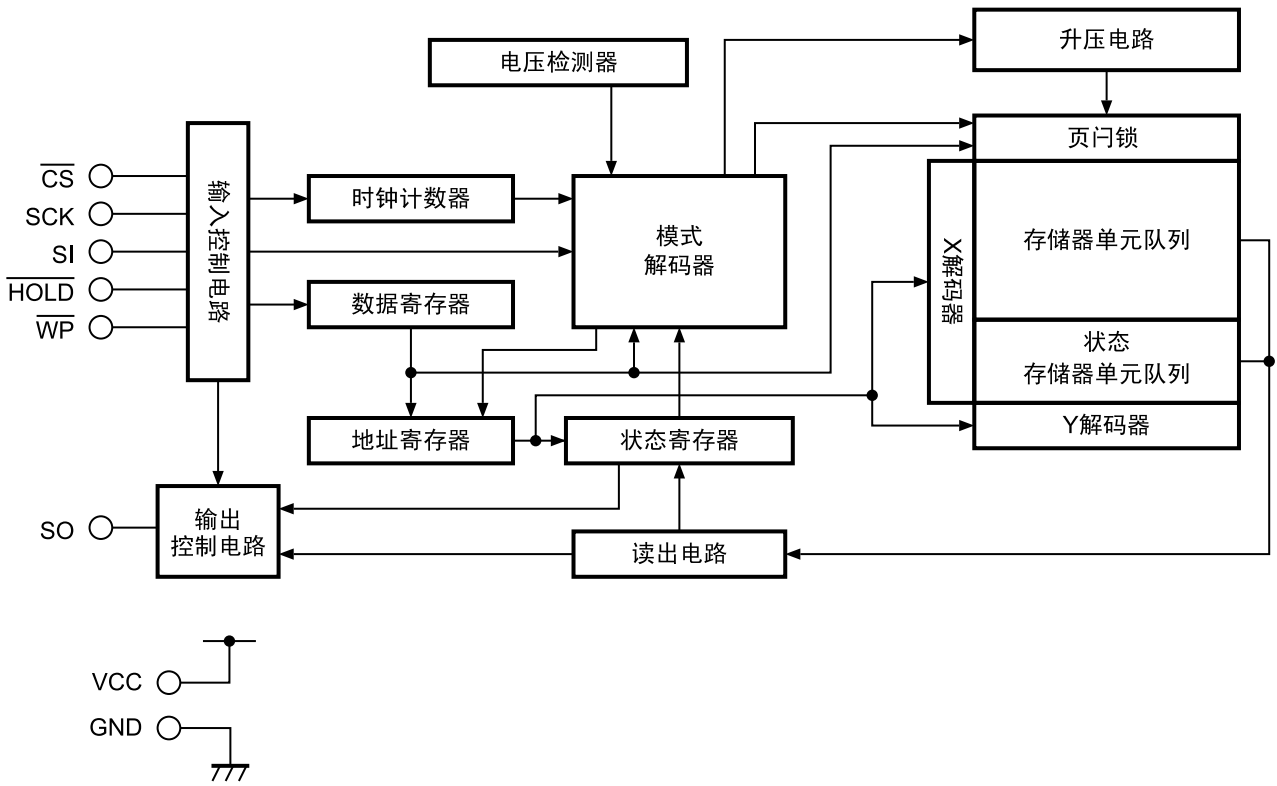 升压电路
电压检测器
页闩锁
CS
SCK
SI
HOLD
WP
输入控制电路
时钟计数器
数据寄存器
模式
解码器
X解码器
存储器单元队列
状态
存储器单元队列
Y解码器
地址寄存器
状态寄存器
SO
输出
控制电路
读出电路
VCC
GND